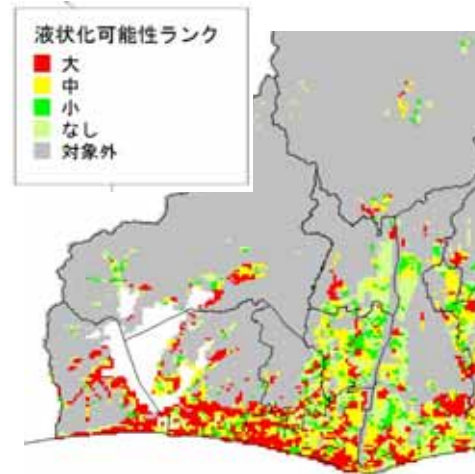 液状化可能性ランク
大
中
小
なし
対象外